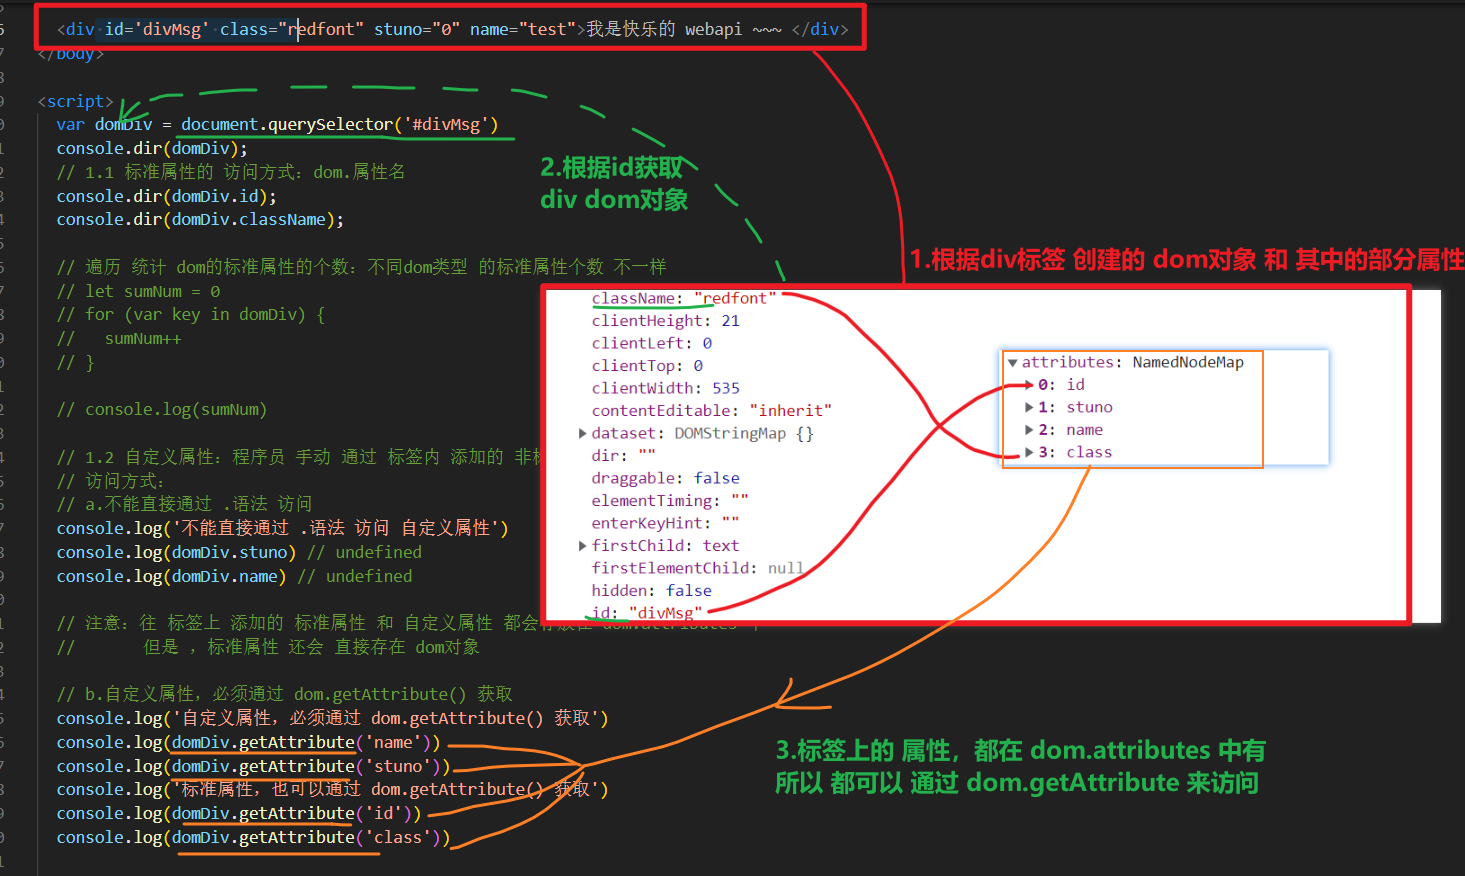 <div id='divMsg' class="redfont" stuno="0" name="test">我是快乐的 webapi ~~~ </div>
</body>
<script>
var domDiv = document.querySelector('#divMsg')
console.dir(domDiv);
// 1.1 标准属性的 访问方式：dom.属性名
console.dir(domDiv.id);
console.dir(domDiv.className);
// 遍历 统计 dom的标准属性的个数：不同dom类型 的标准属性个数 不一样
// let sumNum = 0
// for (var key in domDiv) {
//   sumNum++
// }
// console.log(sumNum)
// 1.2 自定义属性：程序员 手动 通过 标签内 添加的 非
// 访问方式：
// a.不能直接通过 .语法 访问
console.log('不能直接通过 .语法 访问 自定义属性')
console.log(domDiv.stuno) // undefined
console.log(domDiv.name) // undefined
// 注意：往 标签上 添加的 标准属性 和 自定义属性 都会存放在 dom.attributes
//       但是 ，标准属性 还会 直接存在 dom对象
// b.自定义属性，必须通过 dom.getAttribute() 获取
console.log('自定义属性，必须通过 dom.getAttribute() 获取')
console.log(domDiv.getAttribute('name'))
console.log(domDiv.getAttribute('stuno'))
console.log('标准属性，也可以通过 dom.getAttribute() 获取')
console.log(domDiv.getAttribute('id'))
console.log(domDiv.getAttribute('class'))
2.根据id获取
div dom对象
1.根据div标签 创建的 dom对象 和 其中的部分属性
className: "redfont"
clientHeight: 21
clientLeft: 0
clientTop: 0
clientWidth: 535
contentEditable: "inherit"
dataset: DOMStringMap {}
dir: ""
draggable: false
elementTiming: ""
enterKeyHint: ""
firstChild: text
firstElementChild: null
hidden: false
id: "divMsg"
attributes: NamedNodeMap
0: id
1: stuno
2: name
3: class
3.标签上的 属性，都在 dom.attributes 中有
所以 都可以 通过 dom.getAttribute 来访问